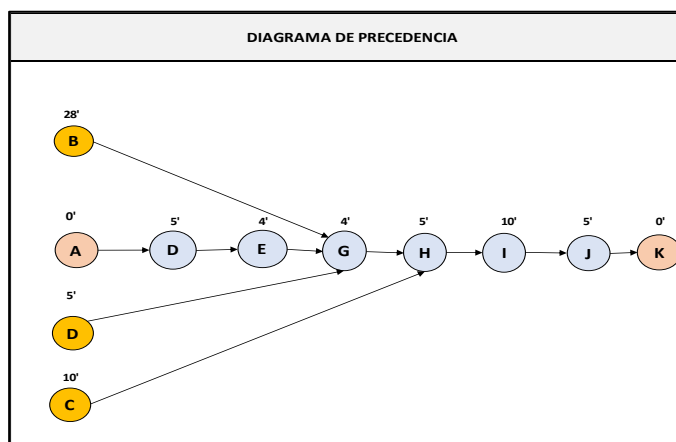 DIAGRAMA DE PRECEDENCIA
28'
B
0' 5' 4' 4' 5' 10' 5' 0'
A D E G H I J K
5'
D
10'
C